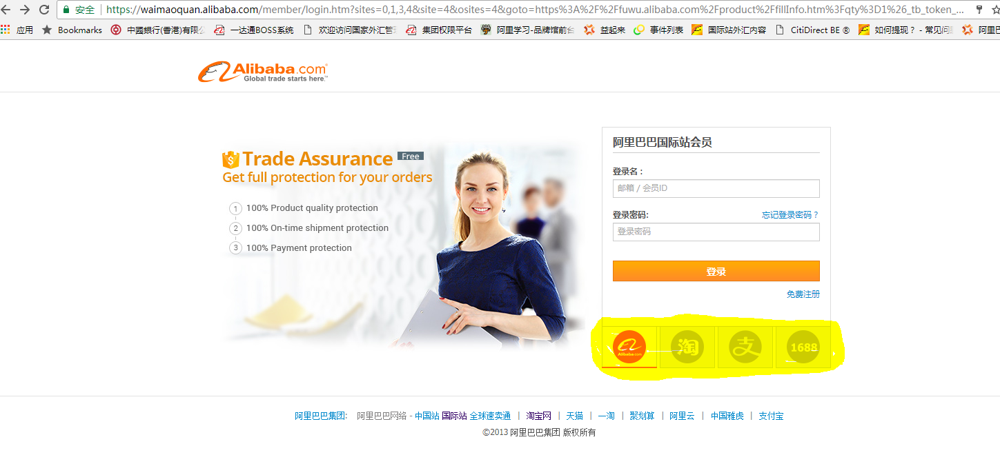 安全 https://waimaoquan.alibaba.com/member/login.htm?sites=0,1,3,4&site=4&osites=4&goto=https%3A%2F%2Ffuwu.alibaba.com%2Fproduct%2FfillInfo.htm%3Fqty%3D1%26_tb_token_...
应用 Bookmarks 中國銀行(香港)有限公 一达通BOSS系统 欢迎访问国家外汇管 集团权限平台 阿里学习-品牌馆前台 益起来 事件列表 国际站外汇内容 CitiDirect BE ® 如何提现？ - 常见问题 阿里巴
Alibaba.com®
Global trade starts here.™
Trade Assurance Free
Get full protection for your orders
1 100% Product quality protection
2 100% On-time shipment protection
3 100% Payment protection
阿里巴巴国际站会员
登录名：
邮箱 / 会员ID
登录密码: 忘记登录密码？
登录密码
登录
免费注册
Alibaba.com 淘 支 1688
阿里巴巴集团: 阿里巴巴网络 - 中国站 国际站 全球速卖通 | 淘宝网 | 天猫 | 一淘 | 聚划算 | 阿里云 | 中国雅虎 | 支付宝
©2013 阿里巴巴集团 版权所有